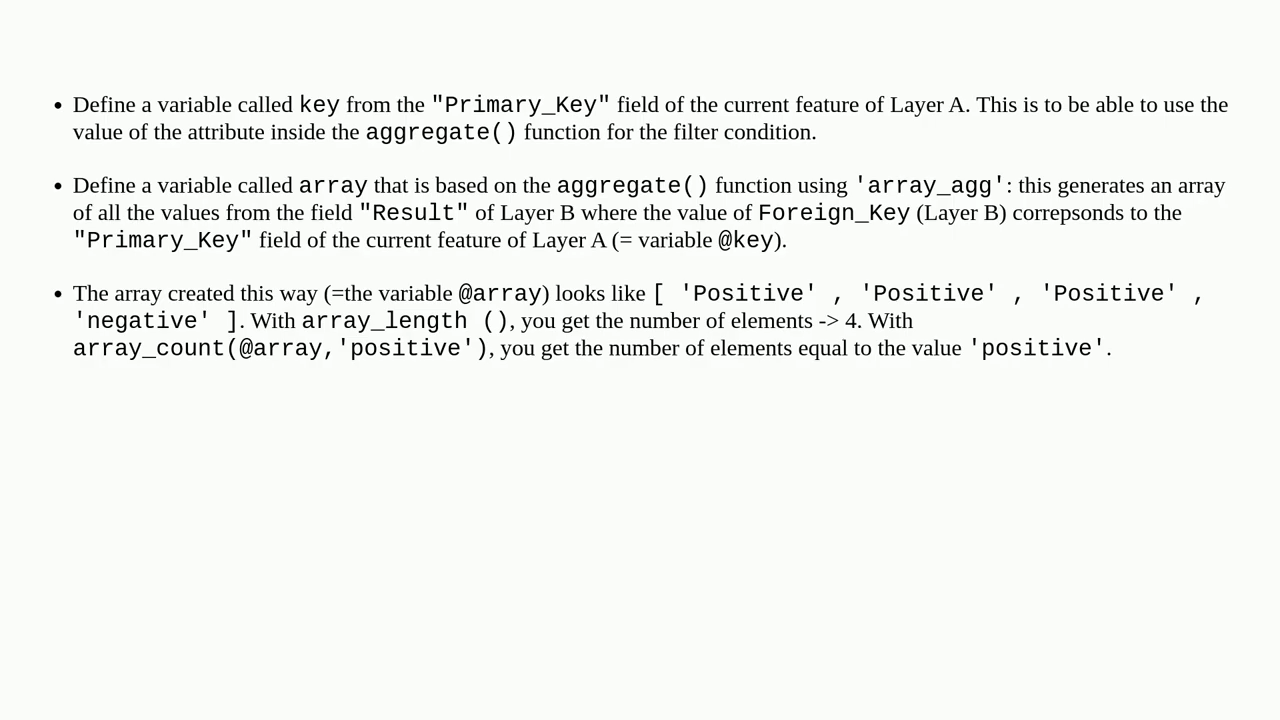 • Define a variable called key from the "Primary_Key" field of the current feature of Layer A. This is to be able to use the
value of the attribute inside the aggregate() function for the filter condition.
• Define a variable called array that is based on the aggregate() function using 'array_agg': this generates an array
of all the values from the field "Result" of Layer B where the value of Foreign_Key (Layer B) correpsonds to the
"Primary_Key" field of the current feature of Layer A (= variable @key).
• The array created this way (=the variable @array) looks like [ 'Positive' , 'Positive' , 'Positive' ,
'negative' ]. With array_length (), you get the number of elements -> 4. With
array_count(@array,'positive'), you get the number of elements equal to the value 'positive'.